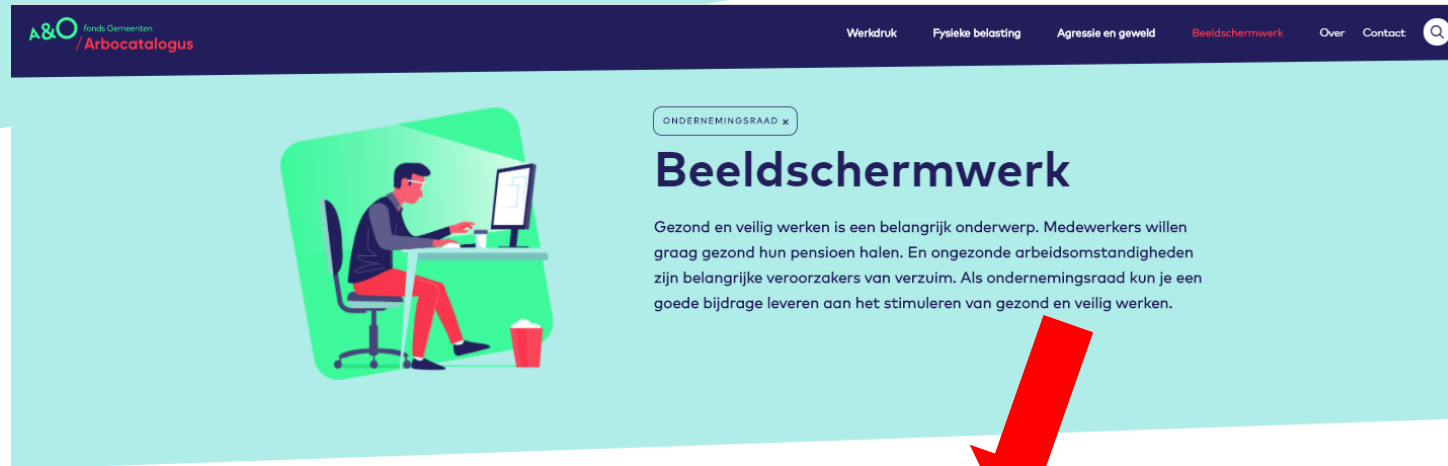 A&O fonds Gemeenten
/Arbocatalogus
Werkdruk Fysieke belasting Agressie en geweld Beeldschermwerk Over Contact
ONDERNEMINGSRAAD x
Beeldschermwerk
Gezond en veilig werken is een belangrijk onderwerp. Medewerkers willen
graag gezond hun pensioen halen. En ongezonde arbeidsomstandigheden
zijn belangrijke veroorzakers van verzuim. Als ondernemingsraad kun je een
goede bijdrage leveren aan het stimuleren van gezond en veilig werken.